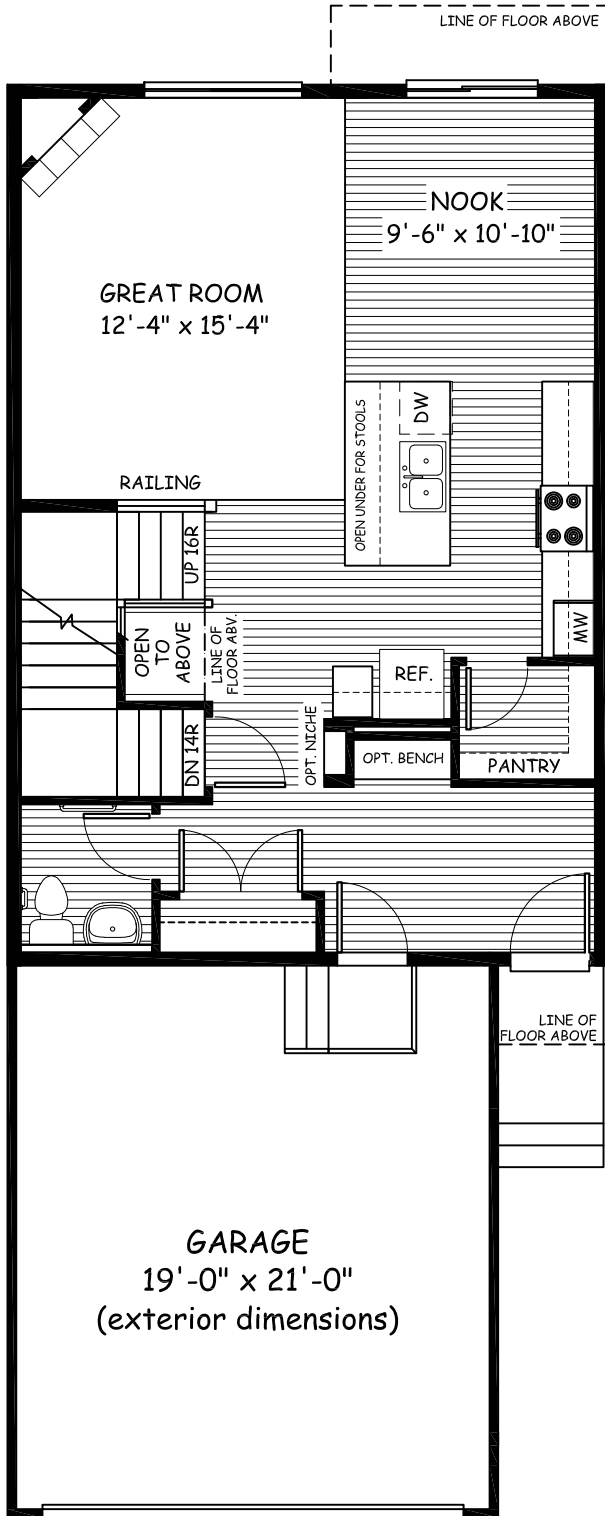 LINE OF FLOOR ABOVE
NOOK
9'-6" x 10'-10"
GREAT ROOM
12'-4" x 15'-4"
DW
OPEN UNDER FOR STOOLS
RAILING
UP 16R
OPEN
TO
ABOVE
LINE OF
FLOOR ABV.
MW
REF.
DN 14R
OPT. NICHE
OPT. BENCH
PANTRY
LINE OF
FLOOR ABOVE
GARAGE
19'-0" x 21'-0"
(exterior dimensions)